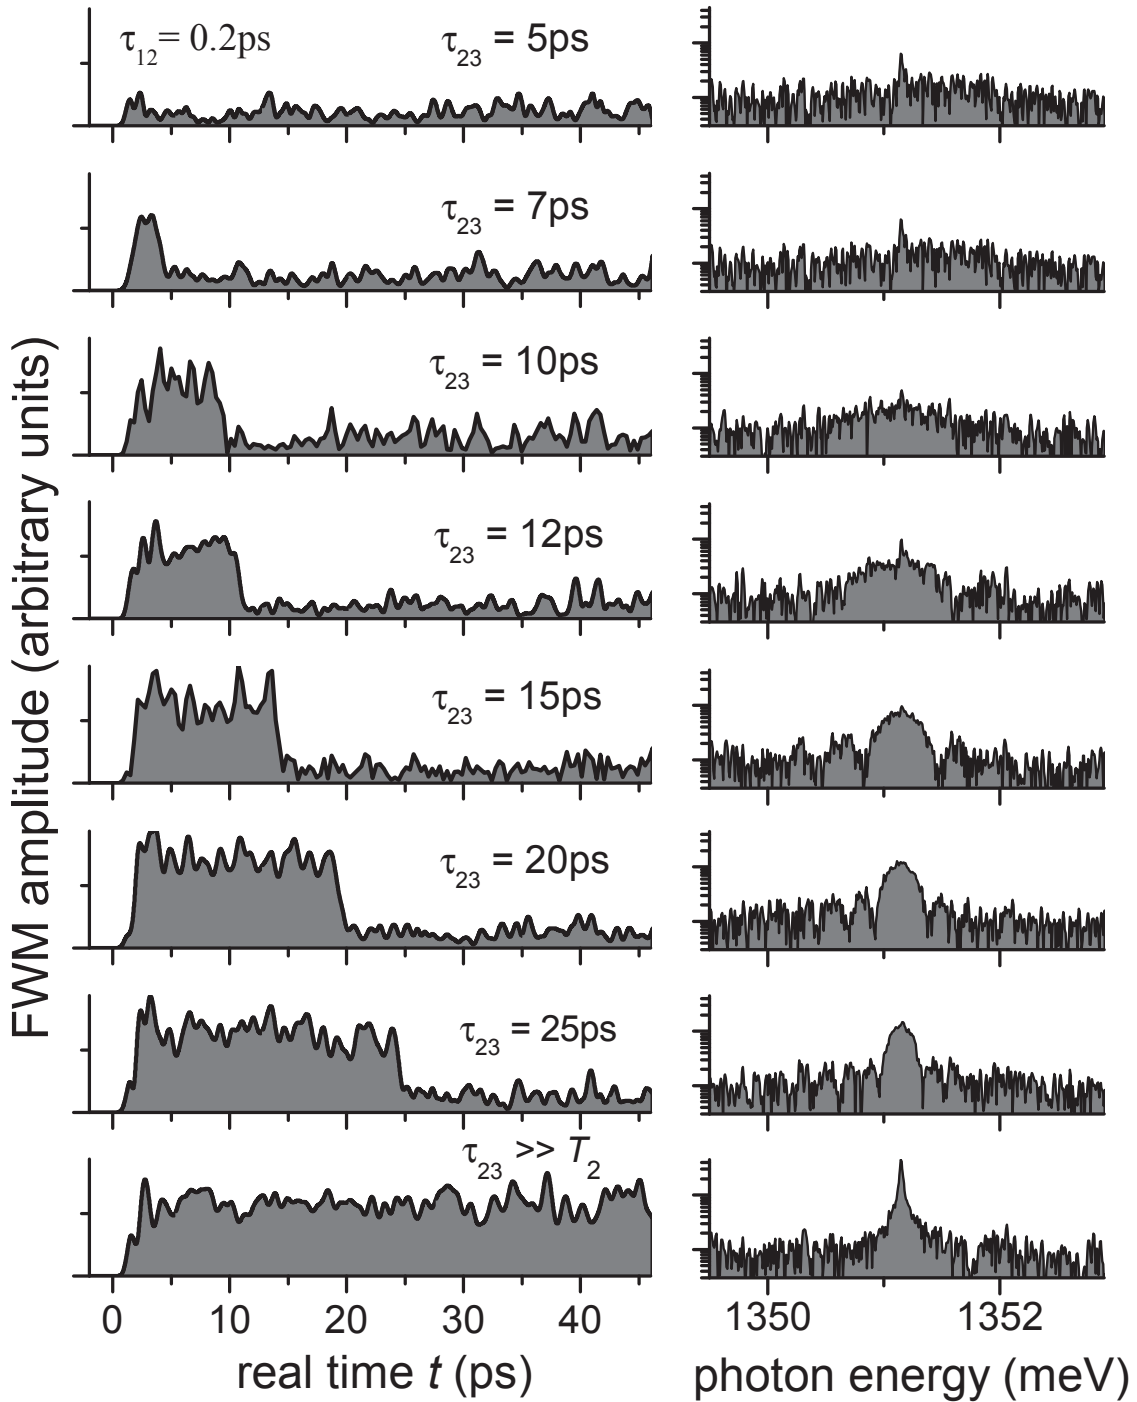 τ12= 0.2ps
τ23 = 5ps
τ23 = 7ps
τ23 = 10ps
τ23 = 12ps
τ23 = 15ps
τ23 = 20ps
τ23 = 25ps
τ23 >> T2
FWM amplitude (arbitrary units)
0 10 20 30 40
1350 1352
real time t (ps)
photon energy (meV)